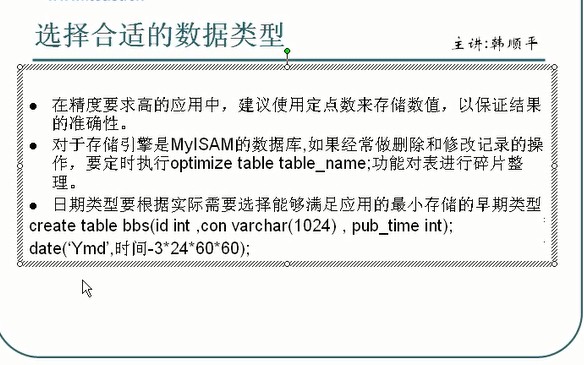 选择合适的数据类型
主讲:韩顺平
● 在精度要求高的应用中，建议使用定点数来存储数值，以保证结果
的准确性。
● 对于存储引擎是MyISAM的数据库,如果经常做删除和修改记录的操
作，要定时执行optimize table table_name;功能对表进行碎片整
理。
● 日期类型要根据实际需要选择能够满足应用的最小存储的早期类型
create table bbs(id int ,con varchar(1024) , pub_time int);
date('Ymd',时间-3*24*60*60);